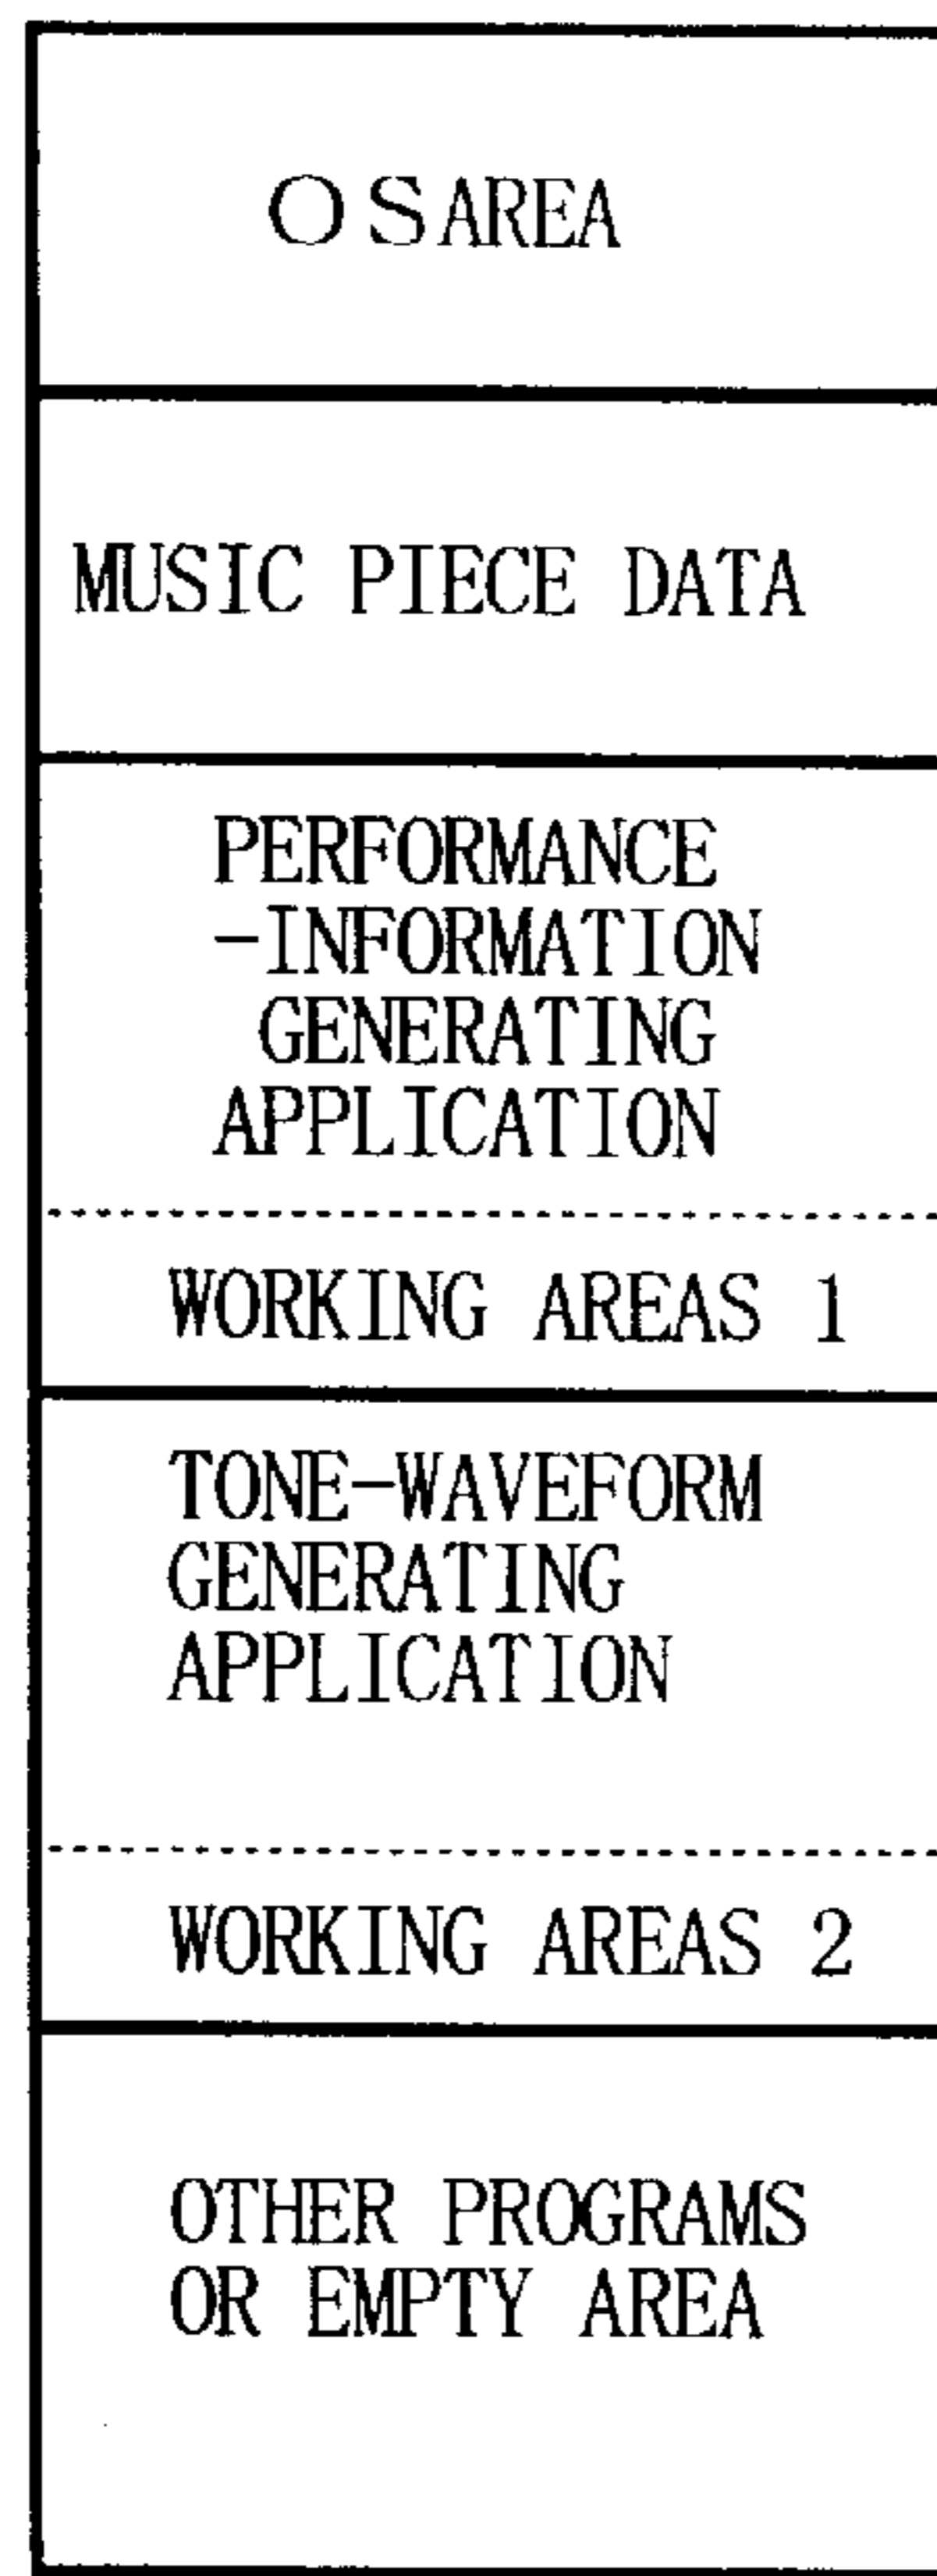 OS AREA
MUSIC PIECE DATA
PERFORMANCE
-INFORMATION
GENERATING
APPLICATION
WORKING AREAS 1
TONE-WAVEFORM
GENERATING
APPLICATION
WORKING AREAS 2
OTHER PROGRAMS
OR EMPTY AREA